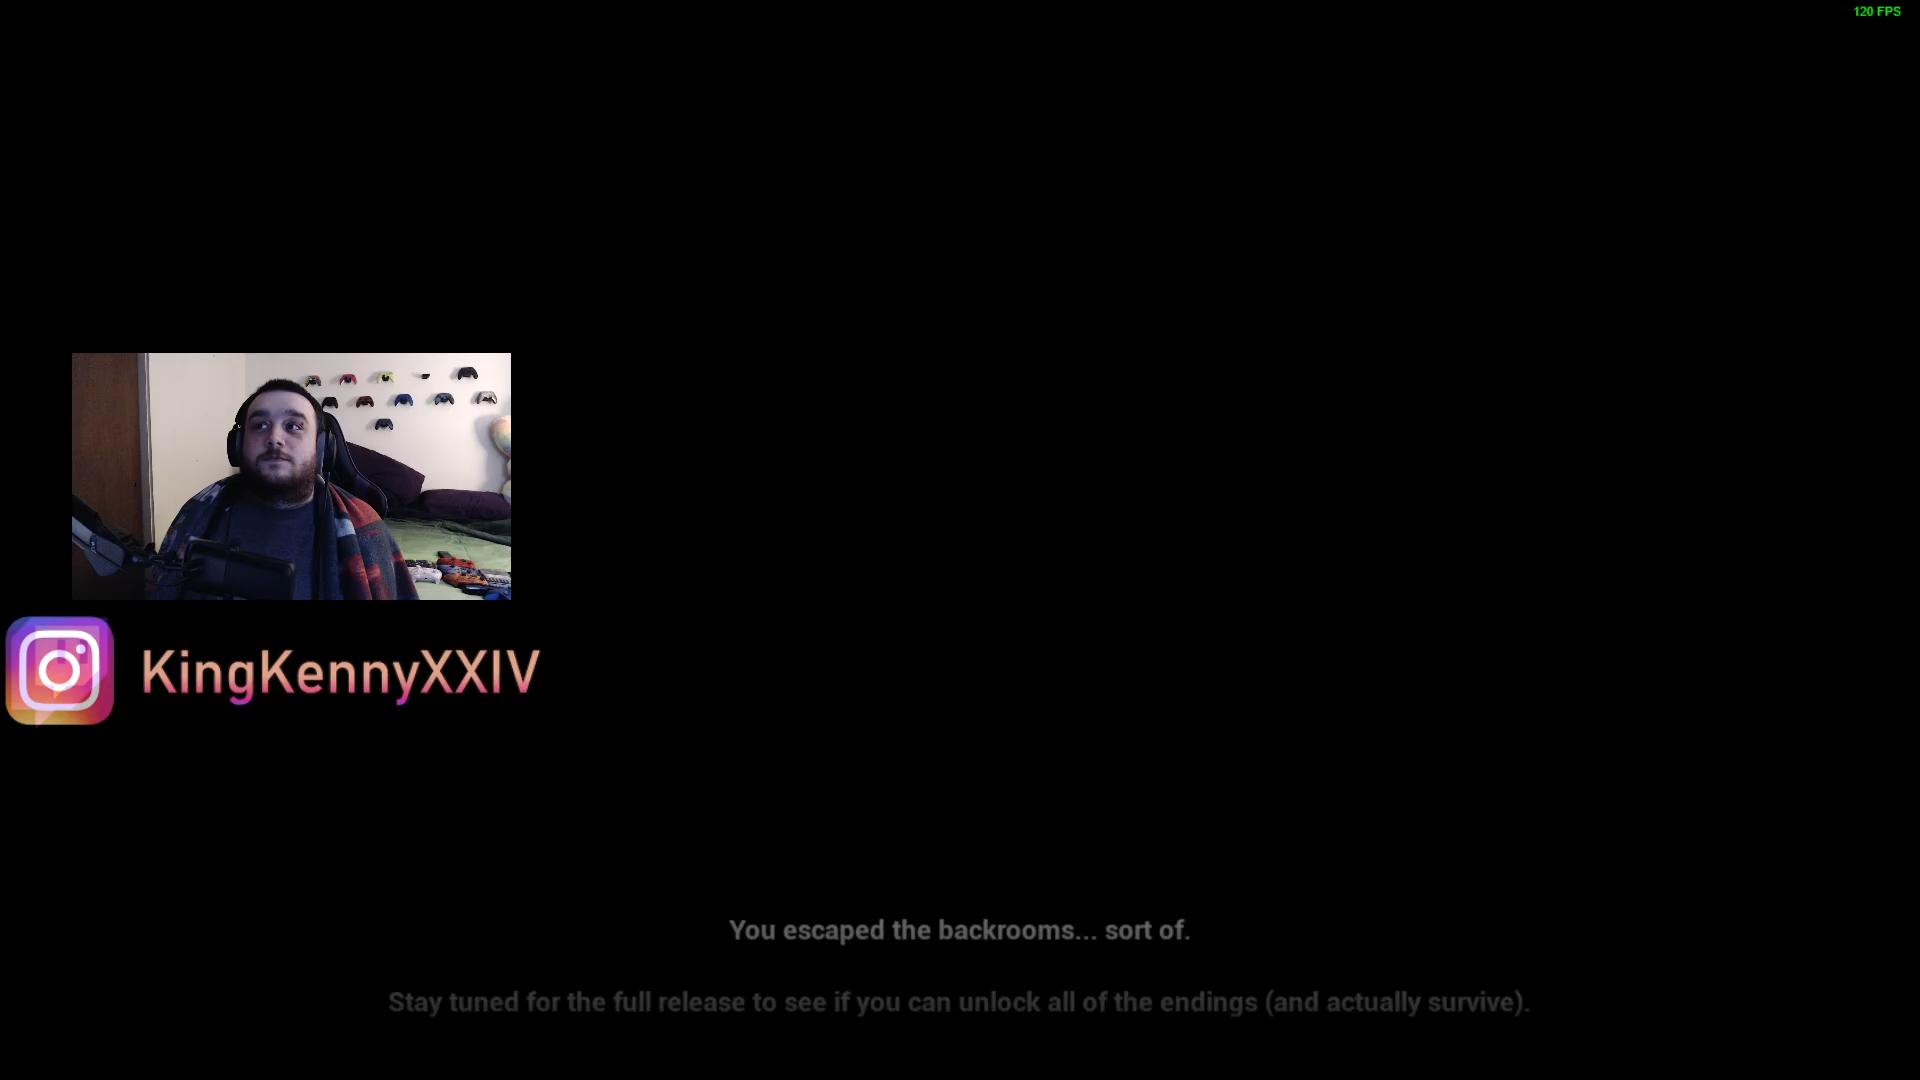 120 FPS
KingKennyXXIV
You escaped the backrooms... sort of.
Stay tuned for the full release to see if you can unlock all of the endings (and actually survive).